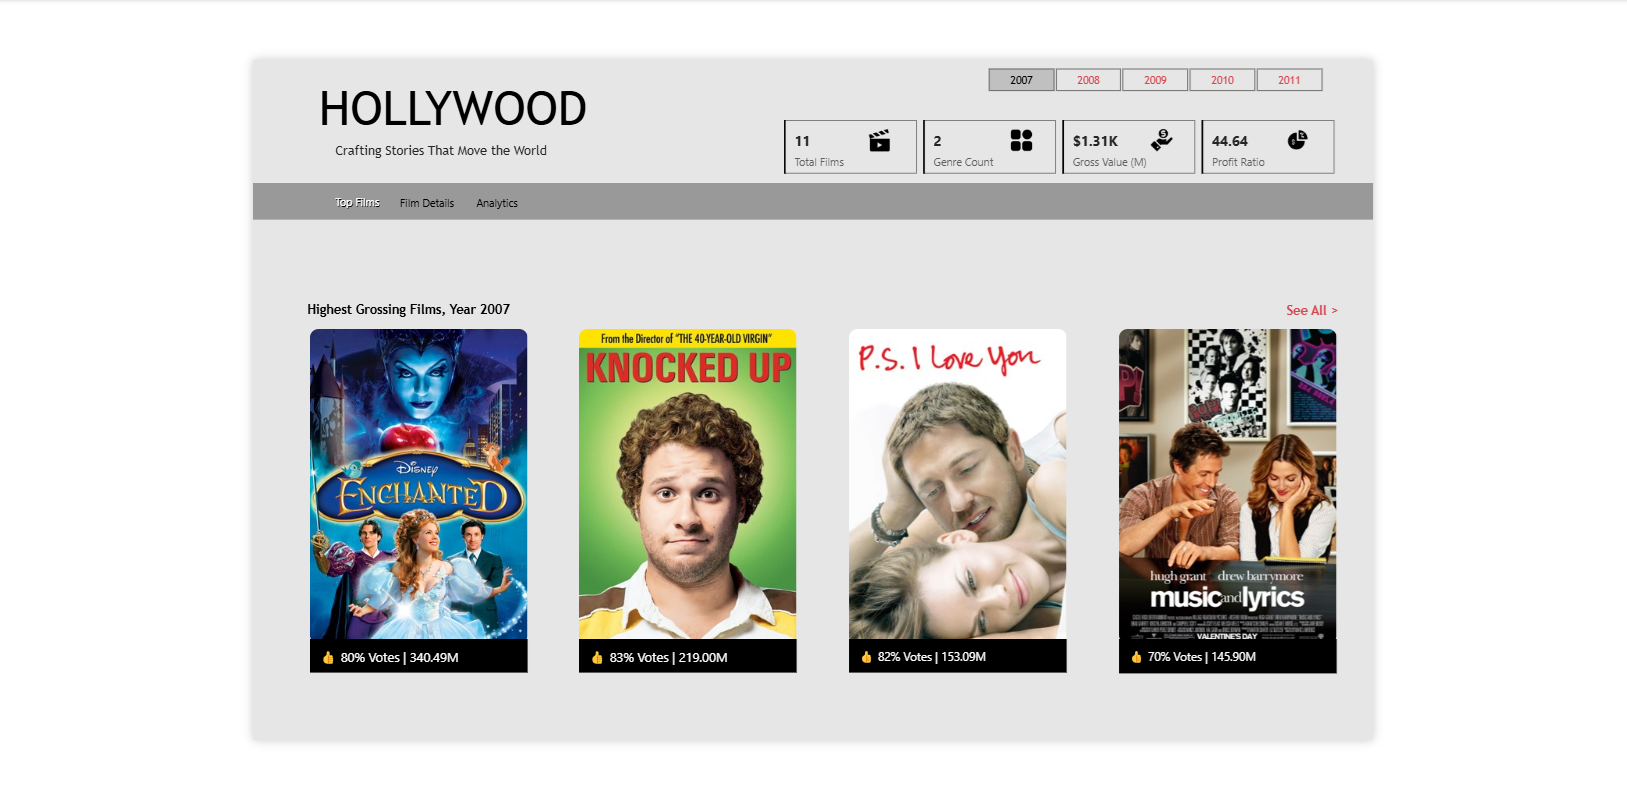 2007
2008
2009
2010
2011
HOLLYWOOD
Crafting Stories That Move the World
11
Total Films
2
Genre Count
$1.31K
Gross Value (M)
44.64
Profit Ratio
Top Films
Film Details
Analytics
Highest Grossing Films, Year 2007
See All >
DISNEY
ENCHANTED
👍 80% Votes | 340.49M
From the Director of "THE 40-YEAR-OLD VIRGIN"
KNOCKED UP
👍 83% Votes | 219.00M
P.S. I Love You
👍 82% Votes | 153.09M
hugh grant drew barrymore
music and lyrics
VALENTINE'S DAY
👍 70% Votes | 145.90M